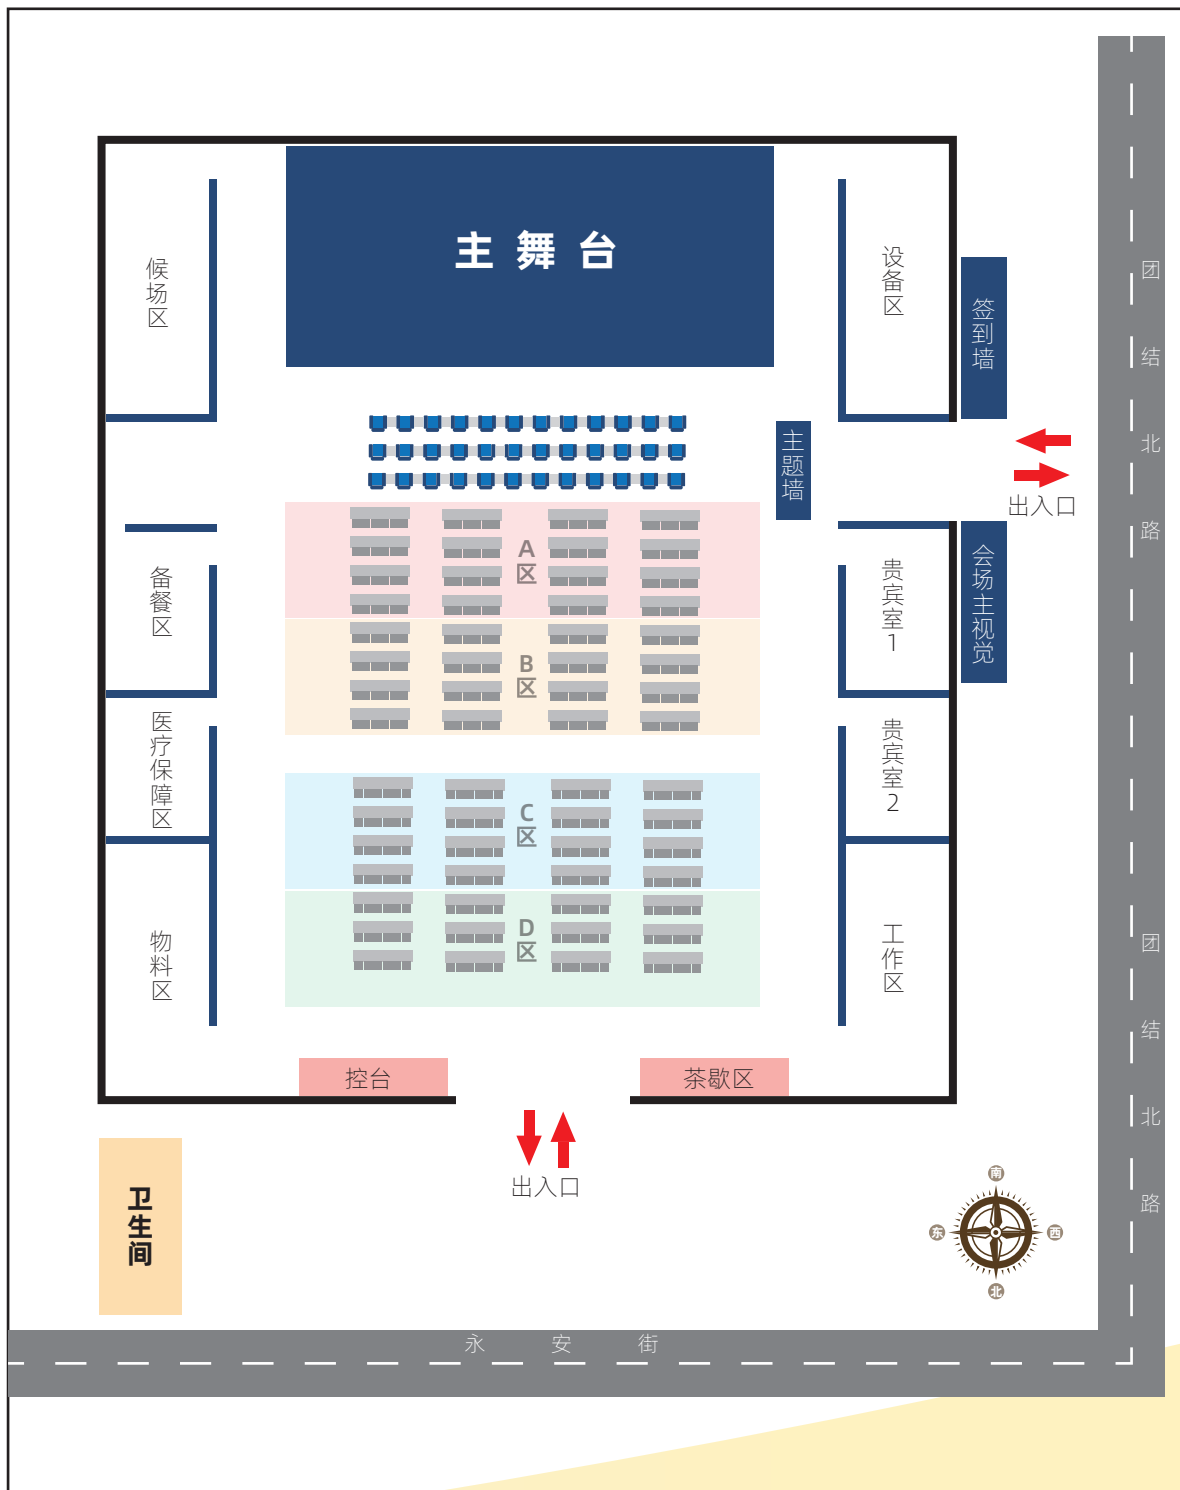 主舞台
候场区
设备区
签到墙
主题墙
出入口
A区
备餐区
贵宾室1
会场主视觉
B区
医疗保障区
贵宾室2
C区
物料区
D区
工作区
控台
茶歇区
出入口
卫生间
南
东
西
北
团结北路
团结北路
永安街